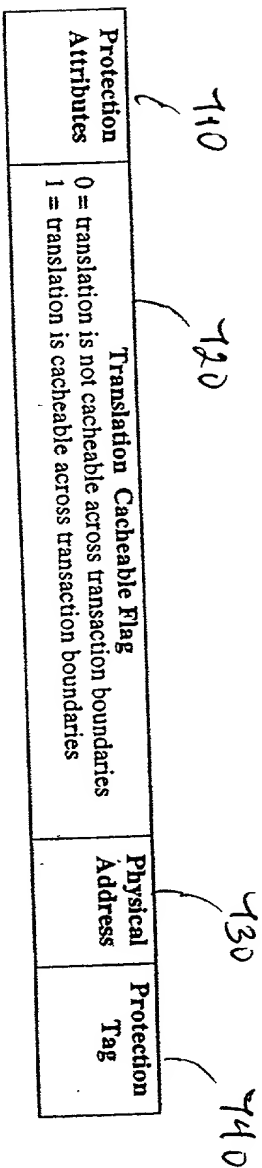 710
720
730
740
Protection
Attributes
Translation Cacheable Flag
0 = translation is not cacheable across transaction boundaries
1 = translation is cacheable across transaction boundaries
Physical
Address
Protection
Tag